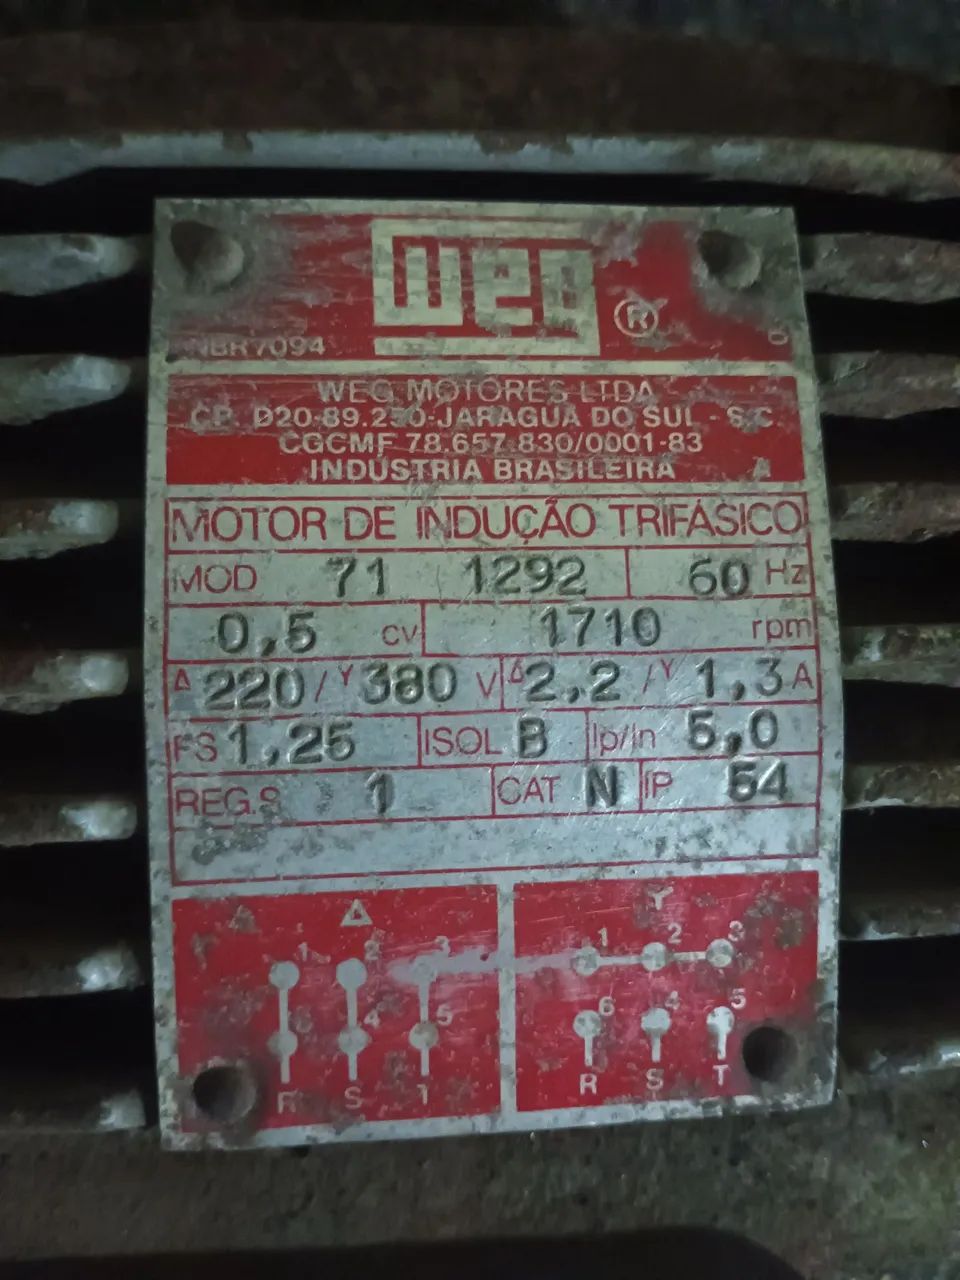 weg ®
NBR 7094
WEG MOTORES LTDA
CP. D20-89.250-JARAGUA DO SUL - SC
CGCMF 78.657.830/0001-83
INDÚSTRIA BRASILEIRA A
MOTOR DE INDUÇÃO TRIFÁSICO
MOD 71 1292 60 Hz
0,5 cv 1710 rpm
Δ 220 / Y 380 V Δ 2,2 / Y 1,3 A
FS 1,25 ISOL B Ip/In 5,0
REG.S 1 CAT N IP 54
Δ Y
1 2 3 1 2 3
6 4 5 6 4 5
R S T R S T